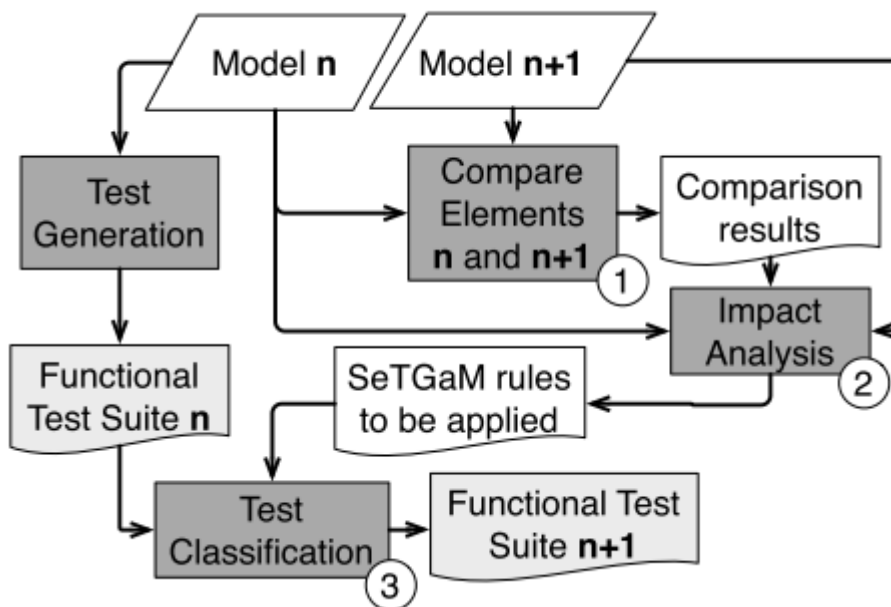 Model n
Model n+1
Test
Generation
Compare
Elements
n and n+1
1
Comparison
results
Impact
Analysis
2
Functional
Test Suite n
SeTGaM rules
to be applied
Test
Classification
3
Functional Test
Suite n+1